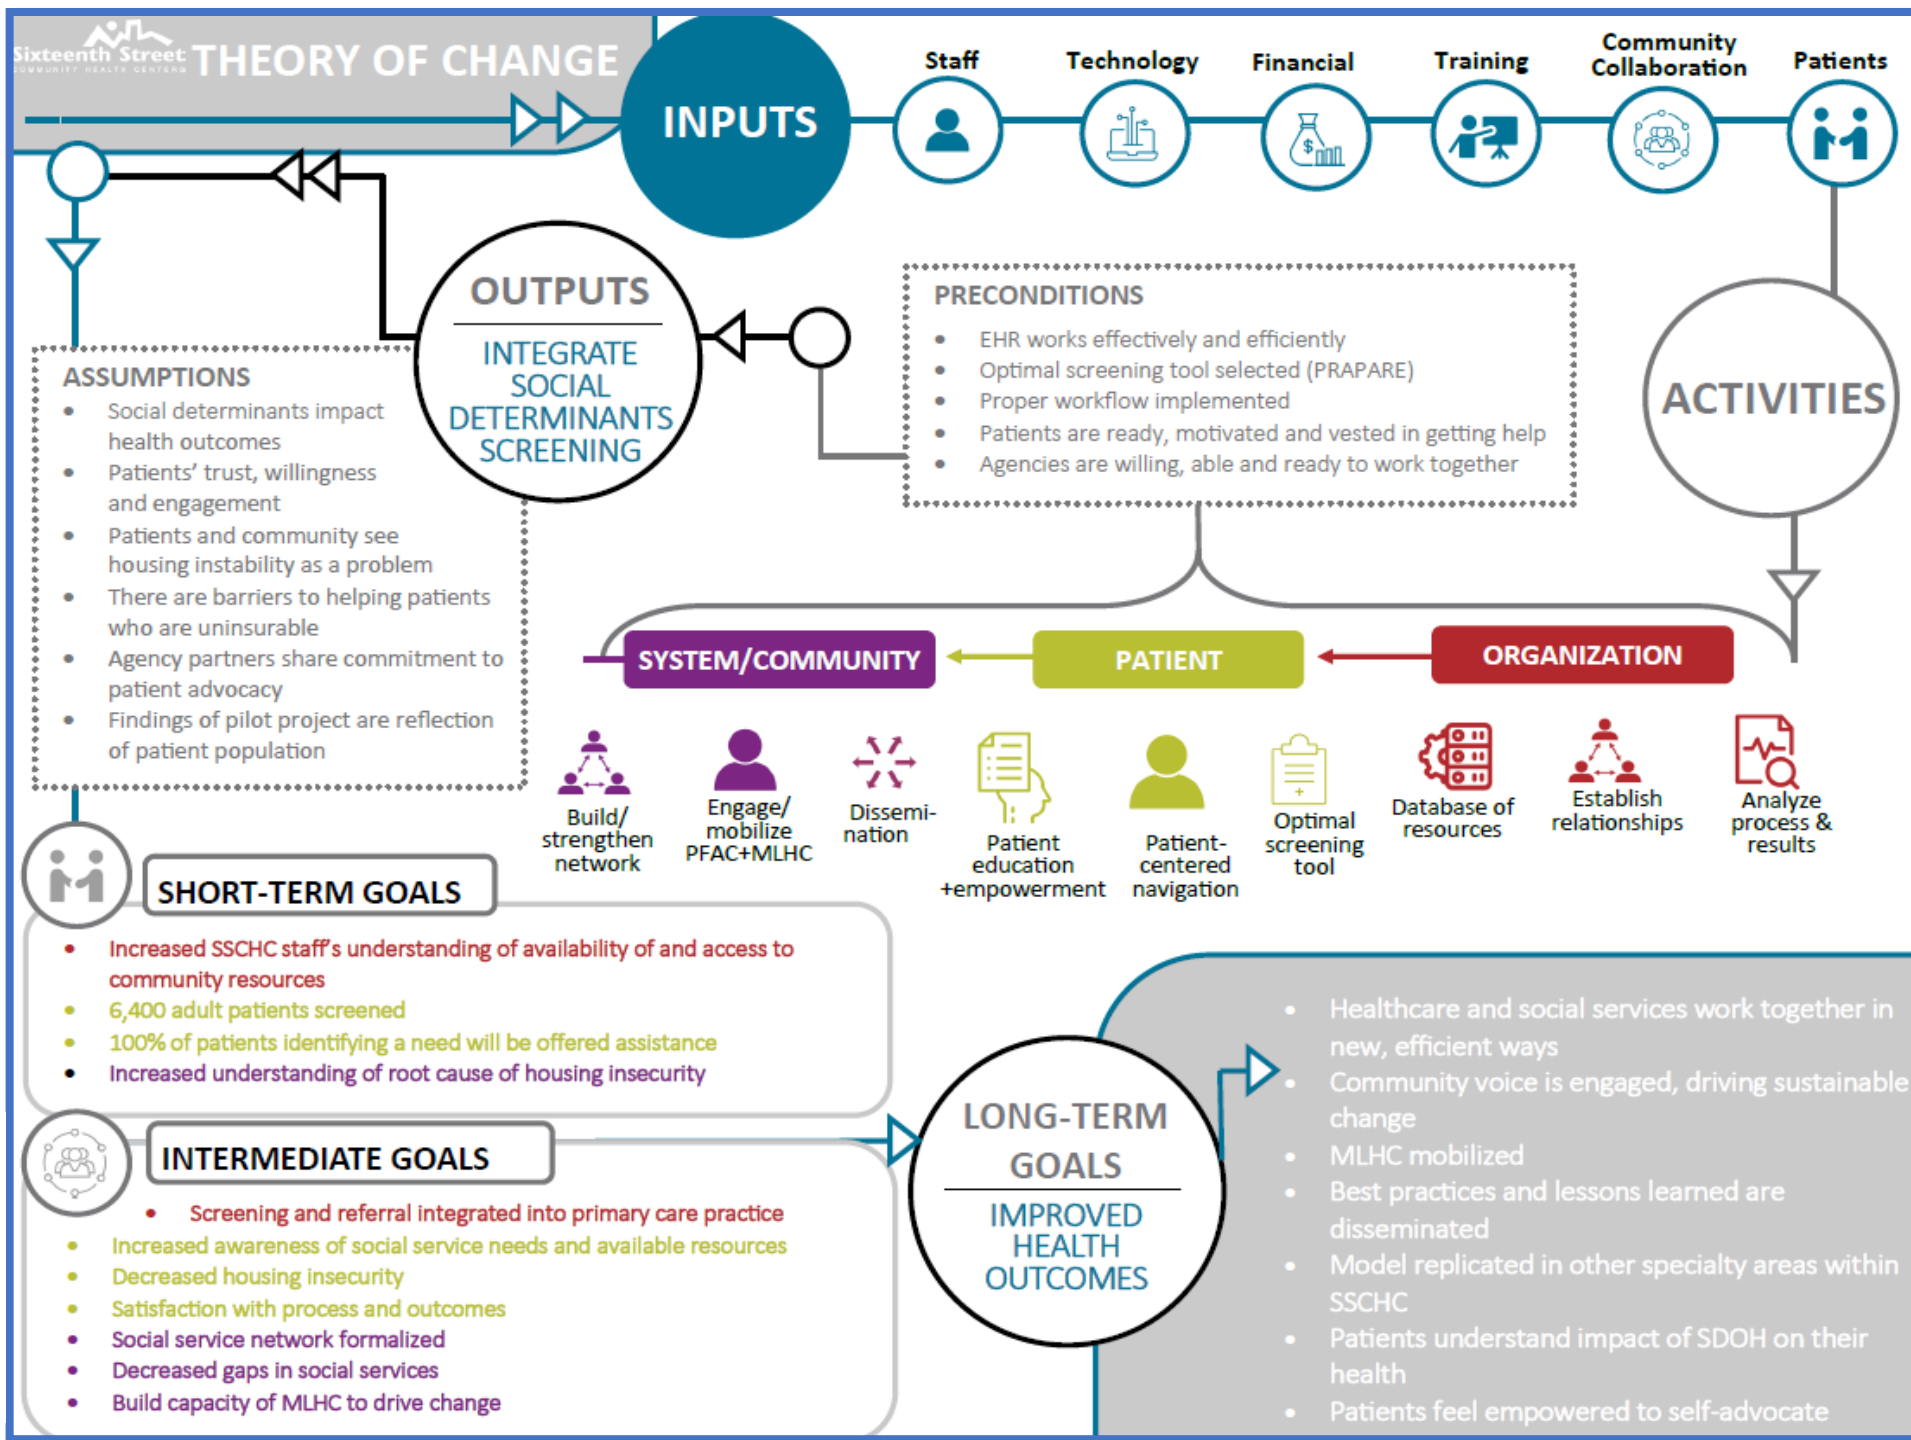 Sixteenth Street
COMMUNITY HEALTH CENTERS
THEORY OF CHANGE
INPUTS
Staff
Technology
Financial
Training
Community
Collaboration
Patients
$
OUTPUTS
INTEGRATE
SOCIAL
DETERMINANTS
SCREENING
PRECONDITIONS
• EHR works effectively and efficiently
• Optimal screening tool selected (PRAPARE)
• Proper workflow implemented
• Patients are ready, motivated and vested in getting help
• Agencies are willing, able and ready to work together
ACTIVITIES
ASSUMPTIONS
• Social determinants impact
health outcomes
• Patients' trust, willingness
and engagement
• Patients and community see
housing instability as a problem
• There are barriers to helping patients
who are uninsurable
• Agency partners share commitment to
patient advocacy
• Findings of pilot project are reflection
of patient population
SYSTEM/COMMUNITY
PATIENT
ORGANIZATION
Build/
strengthen
network
Engage/
mobilize
PFAC+MLHC
Dissemi-
nation
Patient
education
+empowerment
Patient-
centered
navigation
Optimal
screening
tool
Database of
resources
Establish
relationships
Analyze
process &
results
SHORT-TERM GOALS
• Increased SSCHC staff's understanding of availability of and access to
community resources
• 6,400 adult patients screened
• 100% of patients identifying a need will be offered assistance
• Increased understanding of root cause of housing insecurity
INTERMEDIATE GOALS
• Screening and referral integrated into primary care practice
• Increased awareness of social service needs and available resources
• Decreased housing insecurity
• Satisfaction with process and outcomes
• Social service network formalized
• Decreased gaps in social services
• Build capacity of MLHC to drive change
LONG-TERM
GOALS
IMPROVED
HEALTH
OUTCOMES
• Healthcare and social services work together in
new, efficient ways
• Community voice is engaged, driving sustainable
change
• MLHC mobilized
• Best practices and lessons learned are
disseminated
• Model replicated in other specialty areas within
SSCHC
• Patients understand impact of SDOH on their
health
• Patients feel empowered to self-advocate